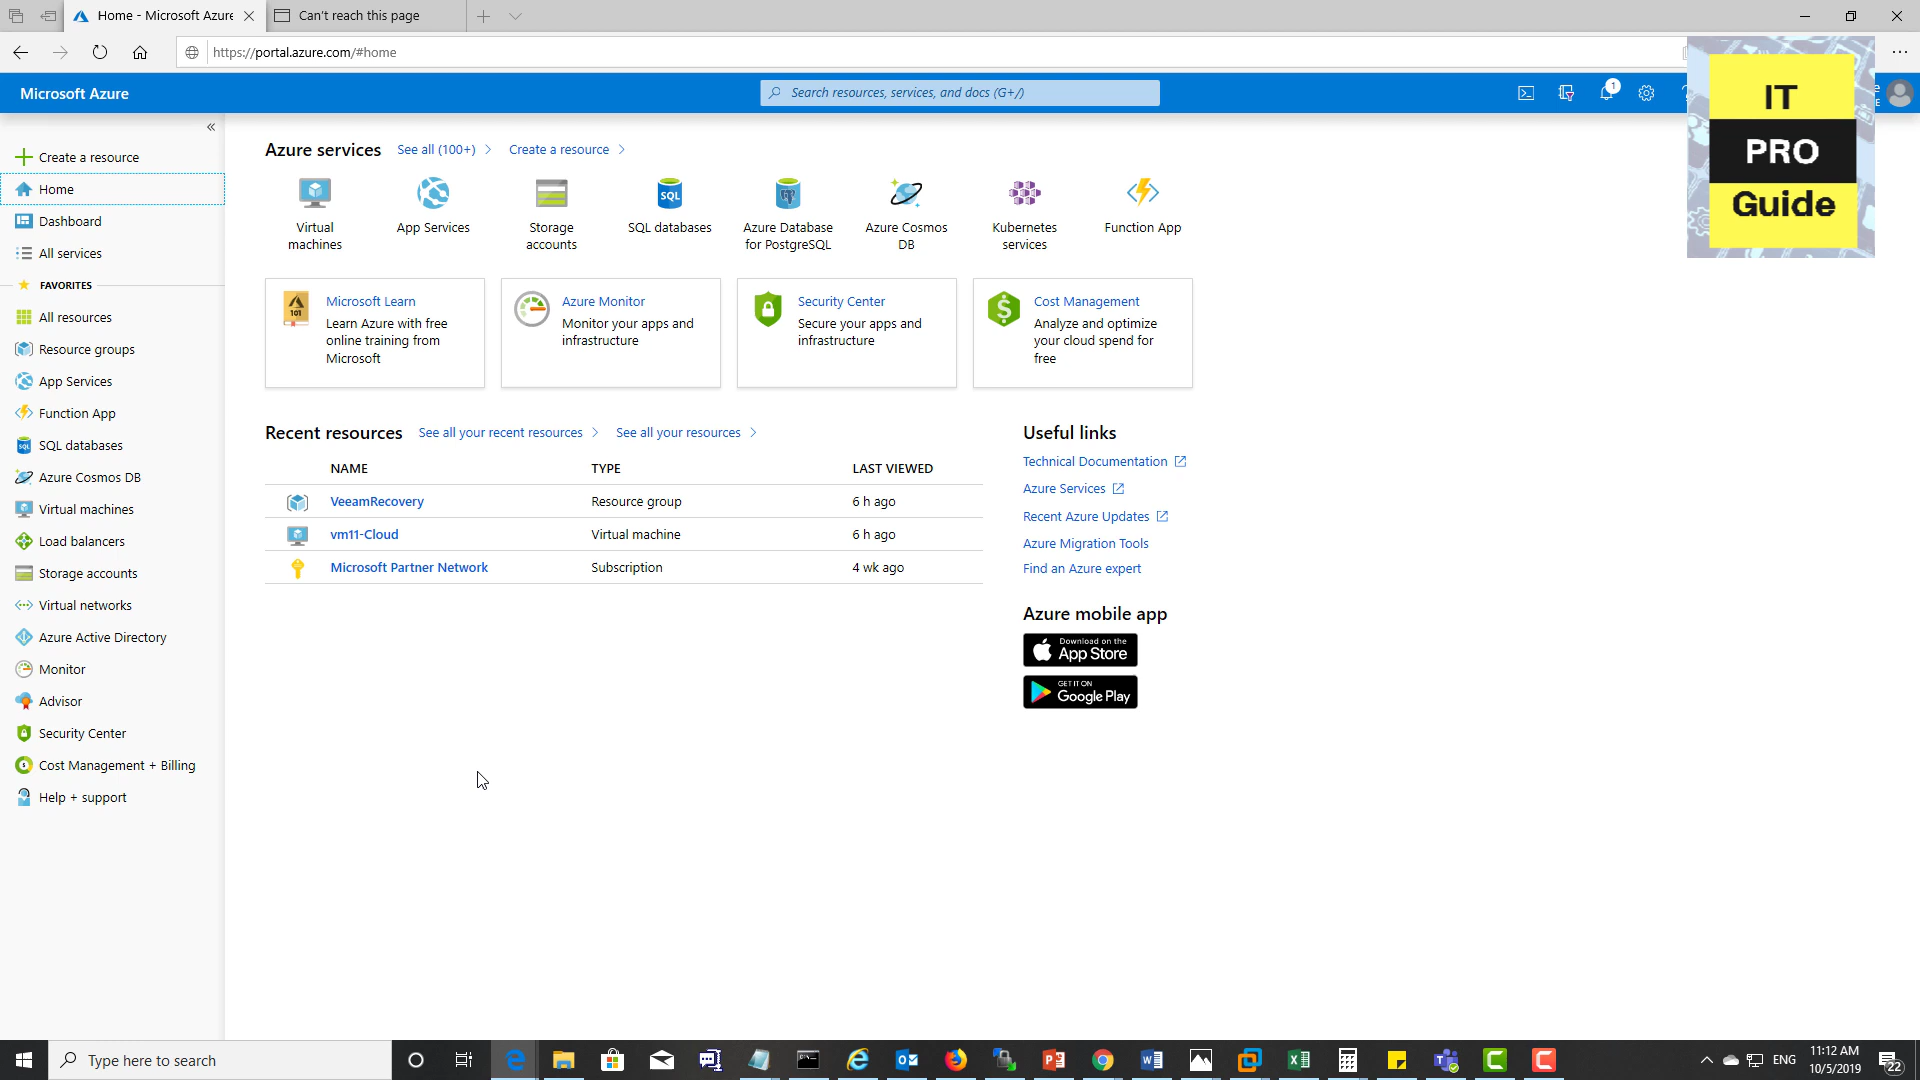 Home - Microsoft Azure
Can't reach this page
https://portal.azure.com/#home
Microsoft Azure
Search resources, services, and docs (G+/)
1
IT
PRO
Guide
Create a resource
Home
Dashboard
All services
FAVORITES
All resources
Resource groups
App Services
Function App
SQL databases
Azure Cosmos DB
Virtual machines
Load balancers
Storage accounts
Virtual networks
Azure Active Directory
Monitor
Advisor
Security Center
Cost Management + Billing
Help + support
Azure services See all (100+) Create a resource
Virtual
machines
App Services
Storage
accounts
SQL
SQL databases
Azure Database
for PostgreSQL
Azure Cosmos
DB
Kubernetes
services
Function App
101
Microsoft Learn
Learn Azure with free
online training from
Microsoft
Azure Monitor
Monitor your apps and
infrastructure
Security Center
Secure your apps and
infrastructure
Cost Management
Analyze and optimize
your cloud spend for
free
Recent resources See all your recent resources See all your resources
NAME TYPE LAST VIEWED
VeeamRecovery Resource group 6 h ago
vm11-Cloud Virtual machine 6 h ago
Microsoft Partner Network Subscription 4 wk ago
Useful links
Technical Documentation
Azure Services
Recent Azure Updates
Azure Migration Tools
Find an Azure expert
Azure mobile app
Download on the
App Store
GET IT ON
Google Play
Type here to search
ENG
11:12 AM
10/5/2019
22